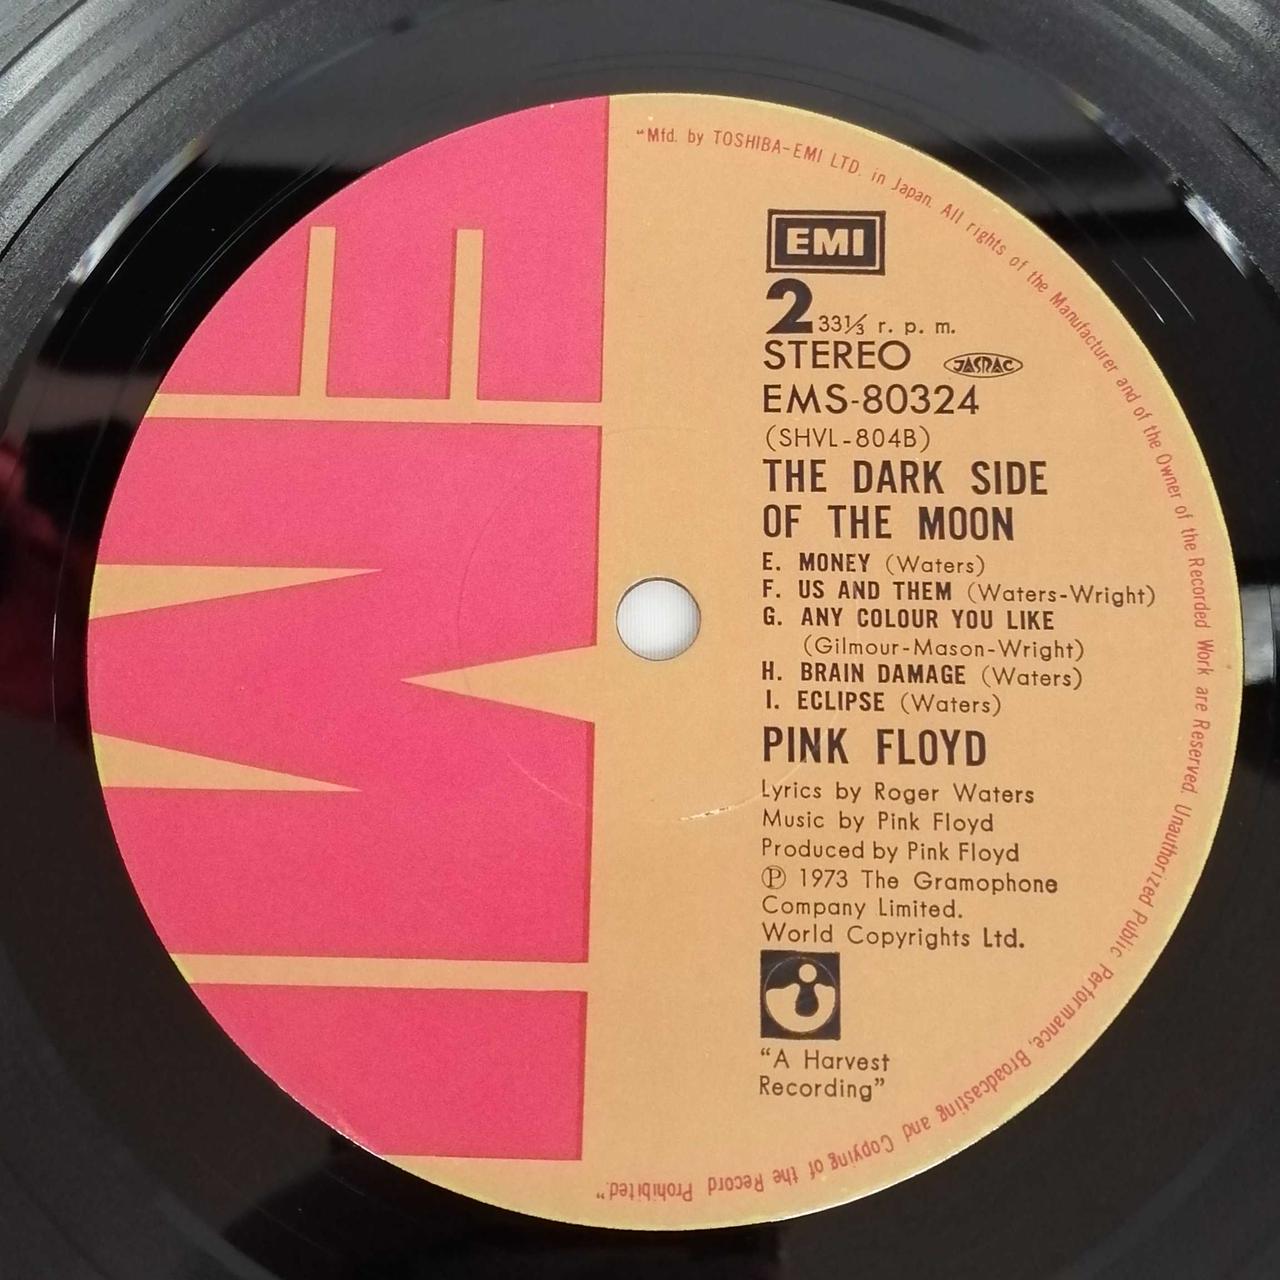 "Mfd. by TOSHIBA-EMI LTD. in Japan. All rights of the Manufacturer and of the Owner of the Recorded Work are Reserved. Unauthorized Public Performance, Broadcasting and Copying of the Record Prohibited."
EMI
EMI
2 33⅓ r. p. m.
STEREO JASRAC
EMS-80324
(SHVL-804B)
THE DARK SIDE
OF THE MOON
E. MONEY (Waters)
F. US AND THEM (Waters-Wright)
G. ANY COLOUR YOU LIKE
(Gilmour-Mason-Wright)
H. BRAIN DAMAGE (Waters)
I. ECLIPSE (Waters)
PINK FLOYD
Lyrics by Roger Waters
Music by Pink Floyd
Produced by Pink Floyd
℗ 1973 The Gramophone
Company Limited.
World Copyrights Ltd.
"A Harvest
Recording"